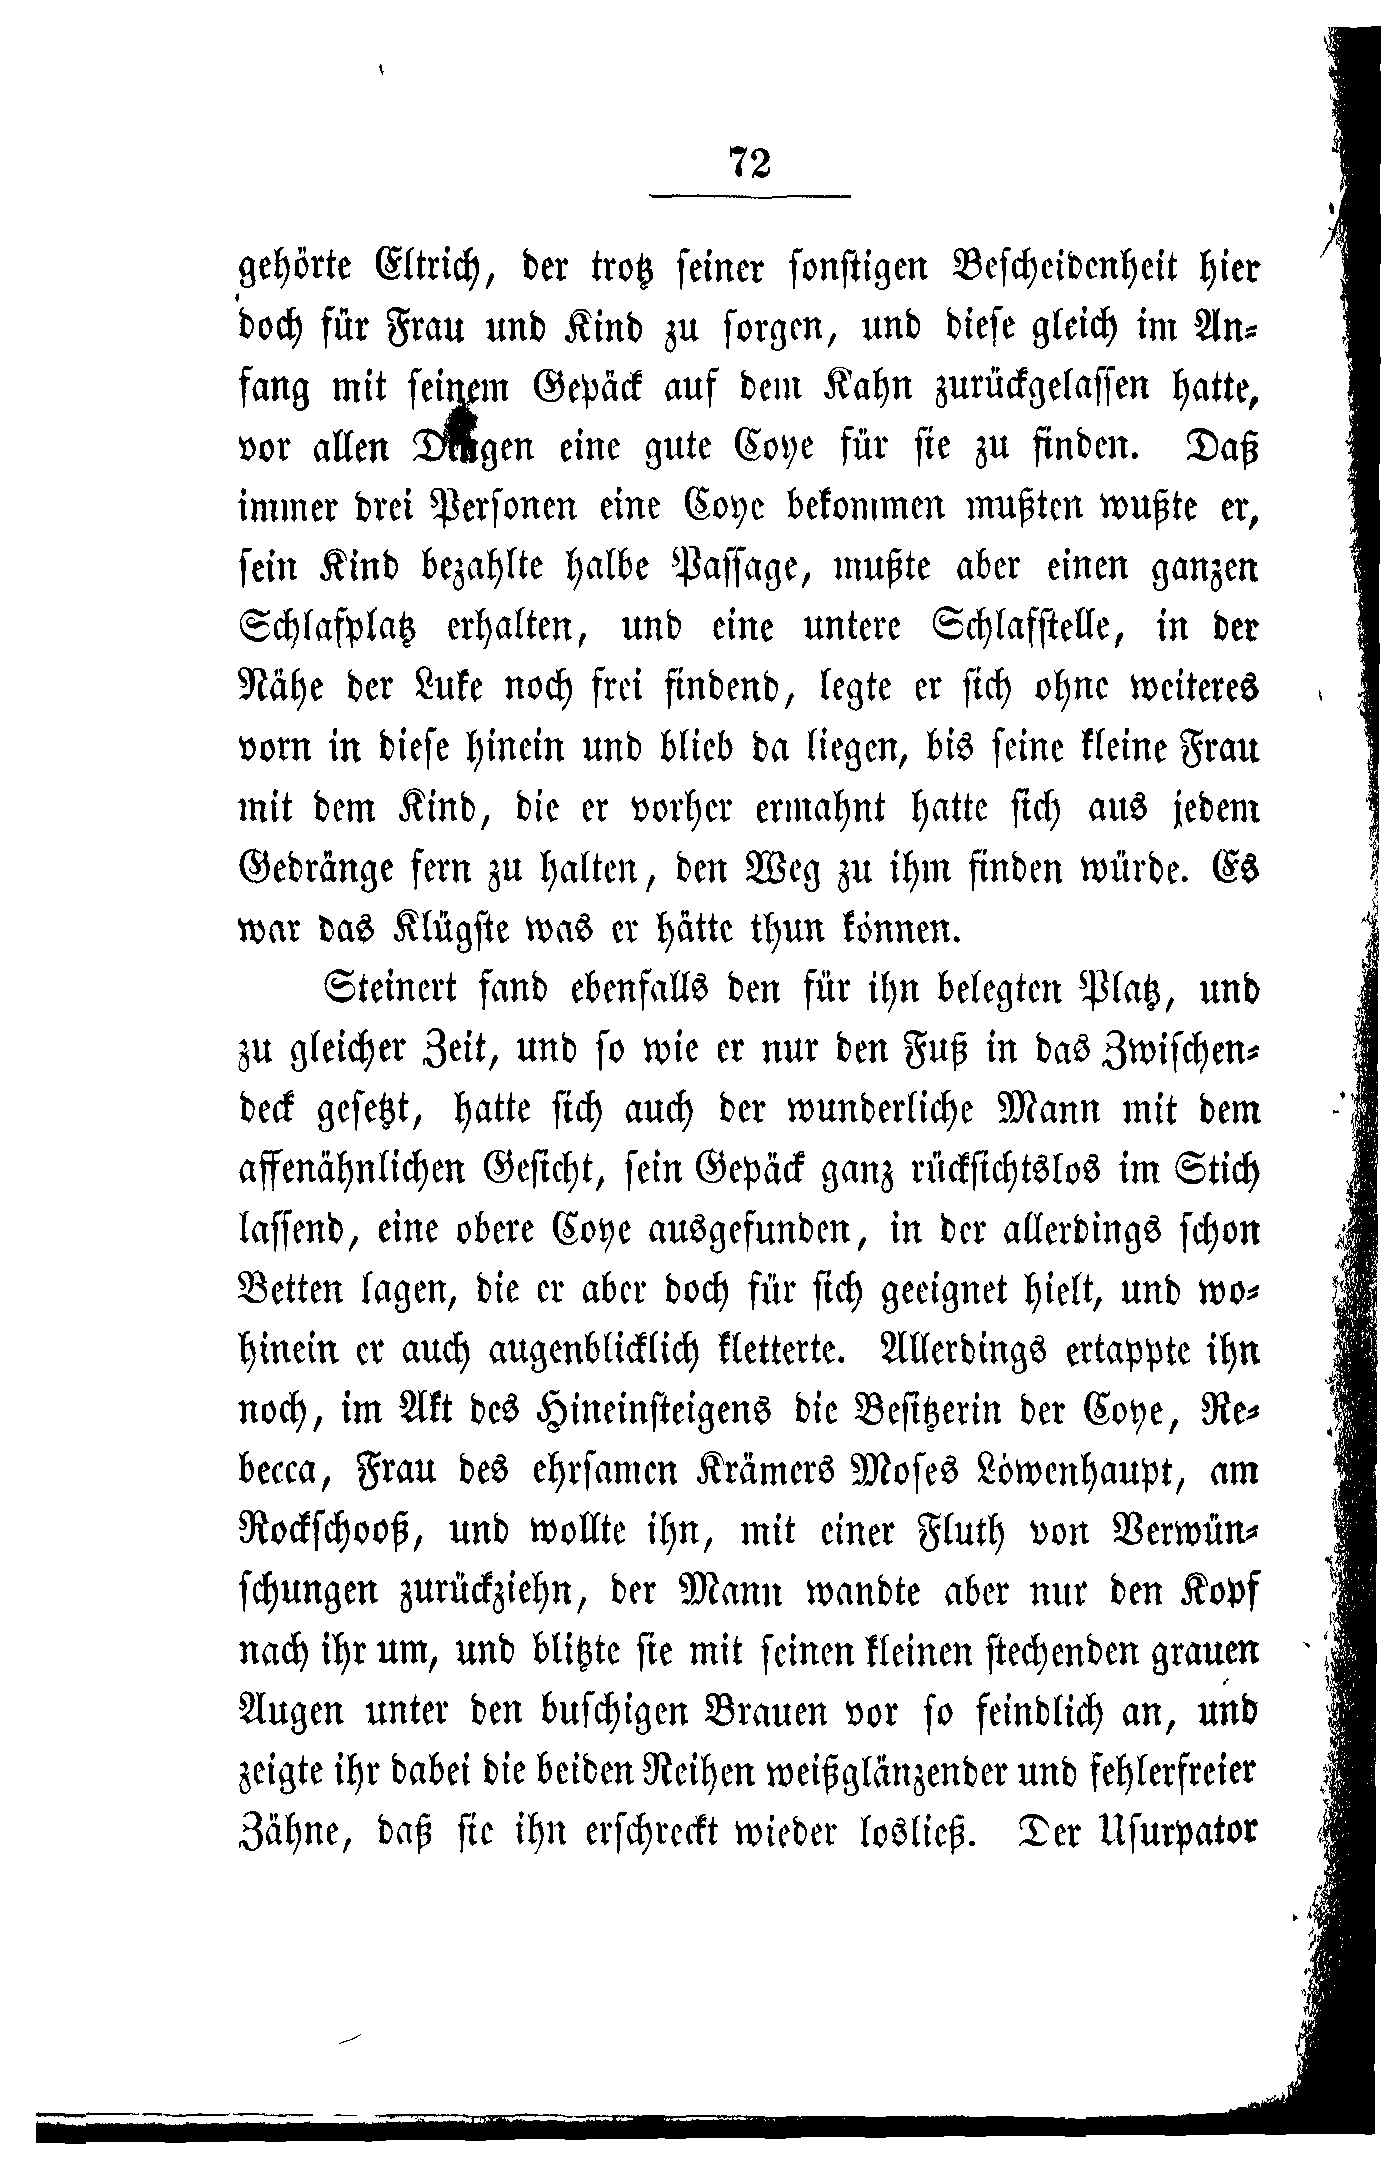 72
gehörte Eltrich, der trotz seiner sonstigen Bescheidenheit hier
doch für Frau und Kind zu sorgen, und diese gleich im An-
fang mit seinem Gepäck auf dem Kahn zurückgelassen hatte,
vor allen Dingen eine gute Coye für sie zu finden. Daß
immer drei Personen eine Coye bekommen mußten wußte er,
sein Kind bezahlte halbe Passage, mußte aber einen ganzen
Schlafplatz erhalten, und eine untere Schlafstelle, in der
Nähe der Luke noch frei findend, legte er sich ohne weiteres
vorn in diese hinein und blieb da liegen, bis seine kleine Frau
mit dem Kind, die er vorher ermahnt hatte sich aus jedem
Gedränge fern zu halten, den Weg zu ihm finden würde. Es
war das Klügste was er hätte thun können.
Steinert fand ebenfalls den für ihn belegten Platz, und
zu gleicher Zeit, und so wie er nur den Fuß in das Zwischen-
deck gesetzt, hatte sich auch der wunderliche Mann mit dem
affenähnlichen Gesicht, sein Gepäck ganz rücksichtslos im Stich
lassend, eine obere Coye ausgefunden, in der allerdings schon
Betten lagen, die er aber doch für sich geeignet hielt, und wo-
hinein er auch augenblicklich kletterte. Allerdings ertappte ihn
noch, im Akt des Hineinsteigens die Besitzerin der Coye, Re-
becca, Frau des ehrsamen Krämers Moses Löwenhaupt, am
Rockschooß, und wollte ihn, mit einer Fluth von Verwün-
schungen zurückziehn, der Mann wandte aber nur den Kopf
nach ihr um, und blitzte sie mit seinen kleinen stechenden grauen
Augen unter den buschigen Brauen vor so feindlich an, und
zeigte ihr dabei die beiden Reihen weißglänzender und fehlerfreier
Zähne, daß sie ihn erschreckt wieder losließ. Der Usurpator